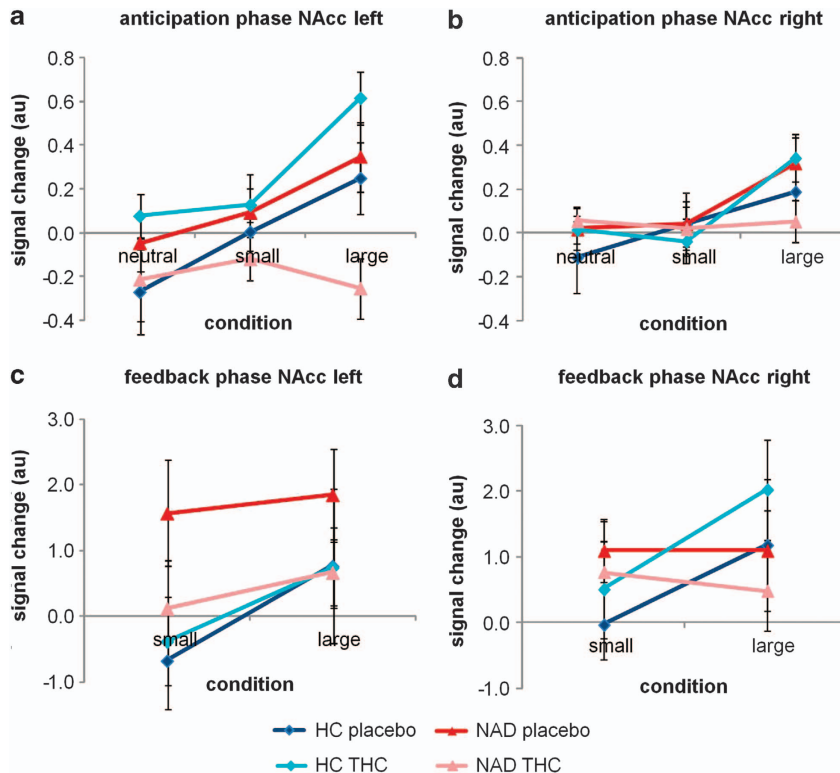 a anticipation phase NAcc left
signal change (au)
0.8
0.6
0.4
0.2
0.0
-0.2
-0.4
neutral small large
condition
b anticipation phase NAcc right
signal change (au)
0.8
0.6
0.4
0.2
0.0
-0.2
-0.4
neutral small large
condition
c feedback phase NAcc left
signal change (au)
3.0
2.0
1.0
0.0
-1.0
small large
condition
d feedback phase NAcc right
signal change (au)
3.0
2.0
1.0
0.0
-1.0
small large
condition
HC placebo NAD placebo
HC THC NAD THC